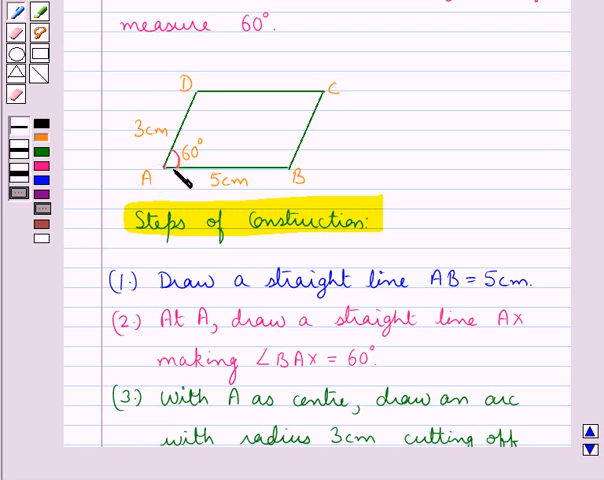 measure 60°.
D C
3cm 60°
A 5cm B
Steps of Construction:
(1.) Draw a straight line AB = 5cm.
(2.) At A, draw a straight line AX
making ∠BAX = 60°.
(3.) With A as centre, draw an arc
with radius 3cm cutting off